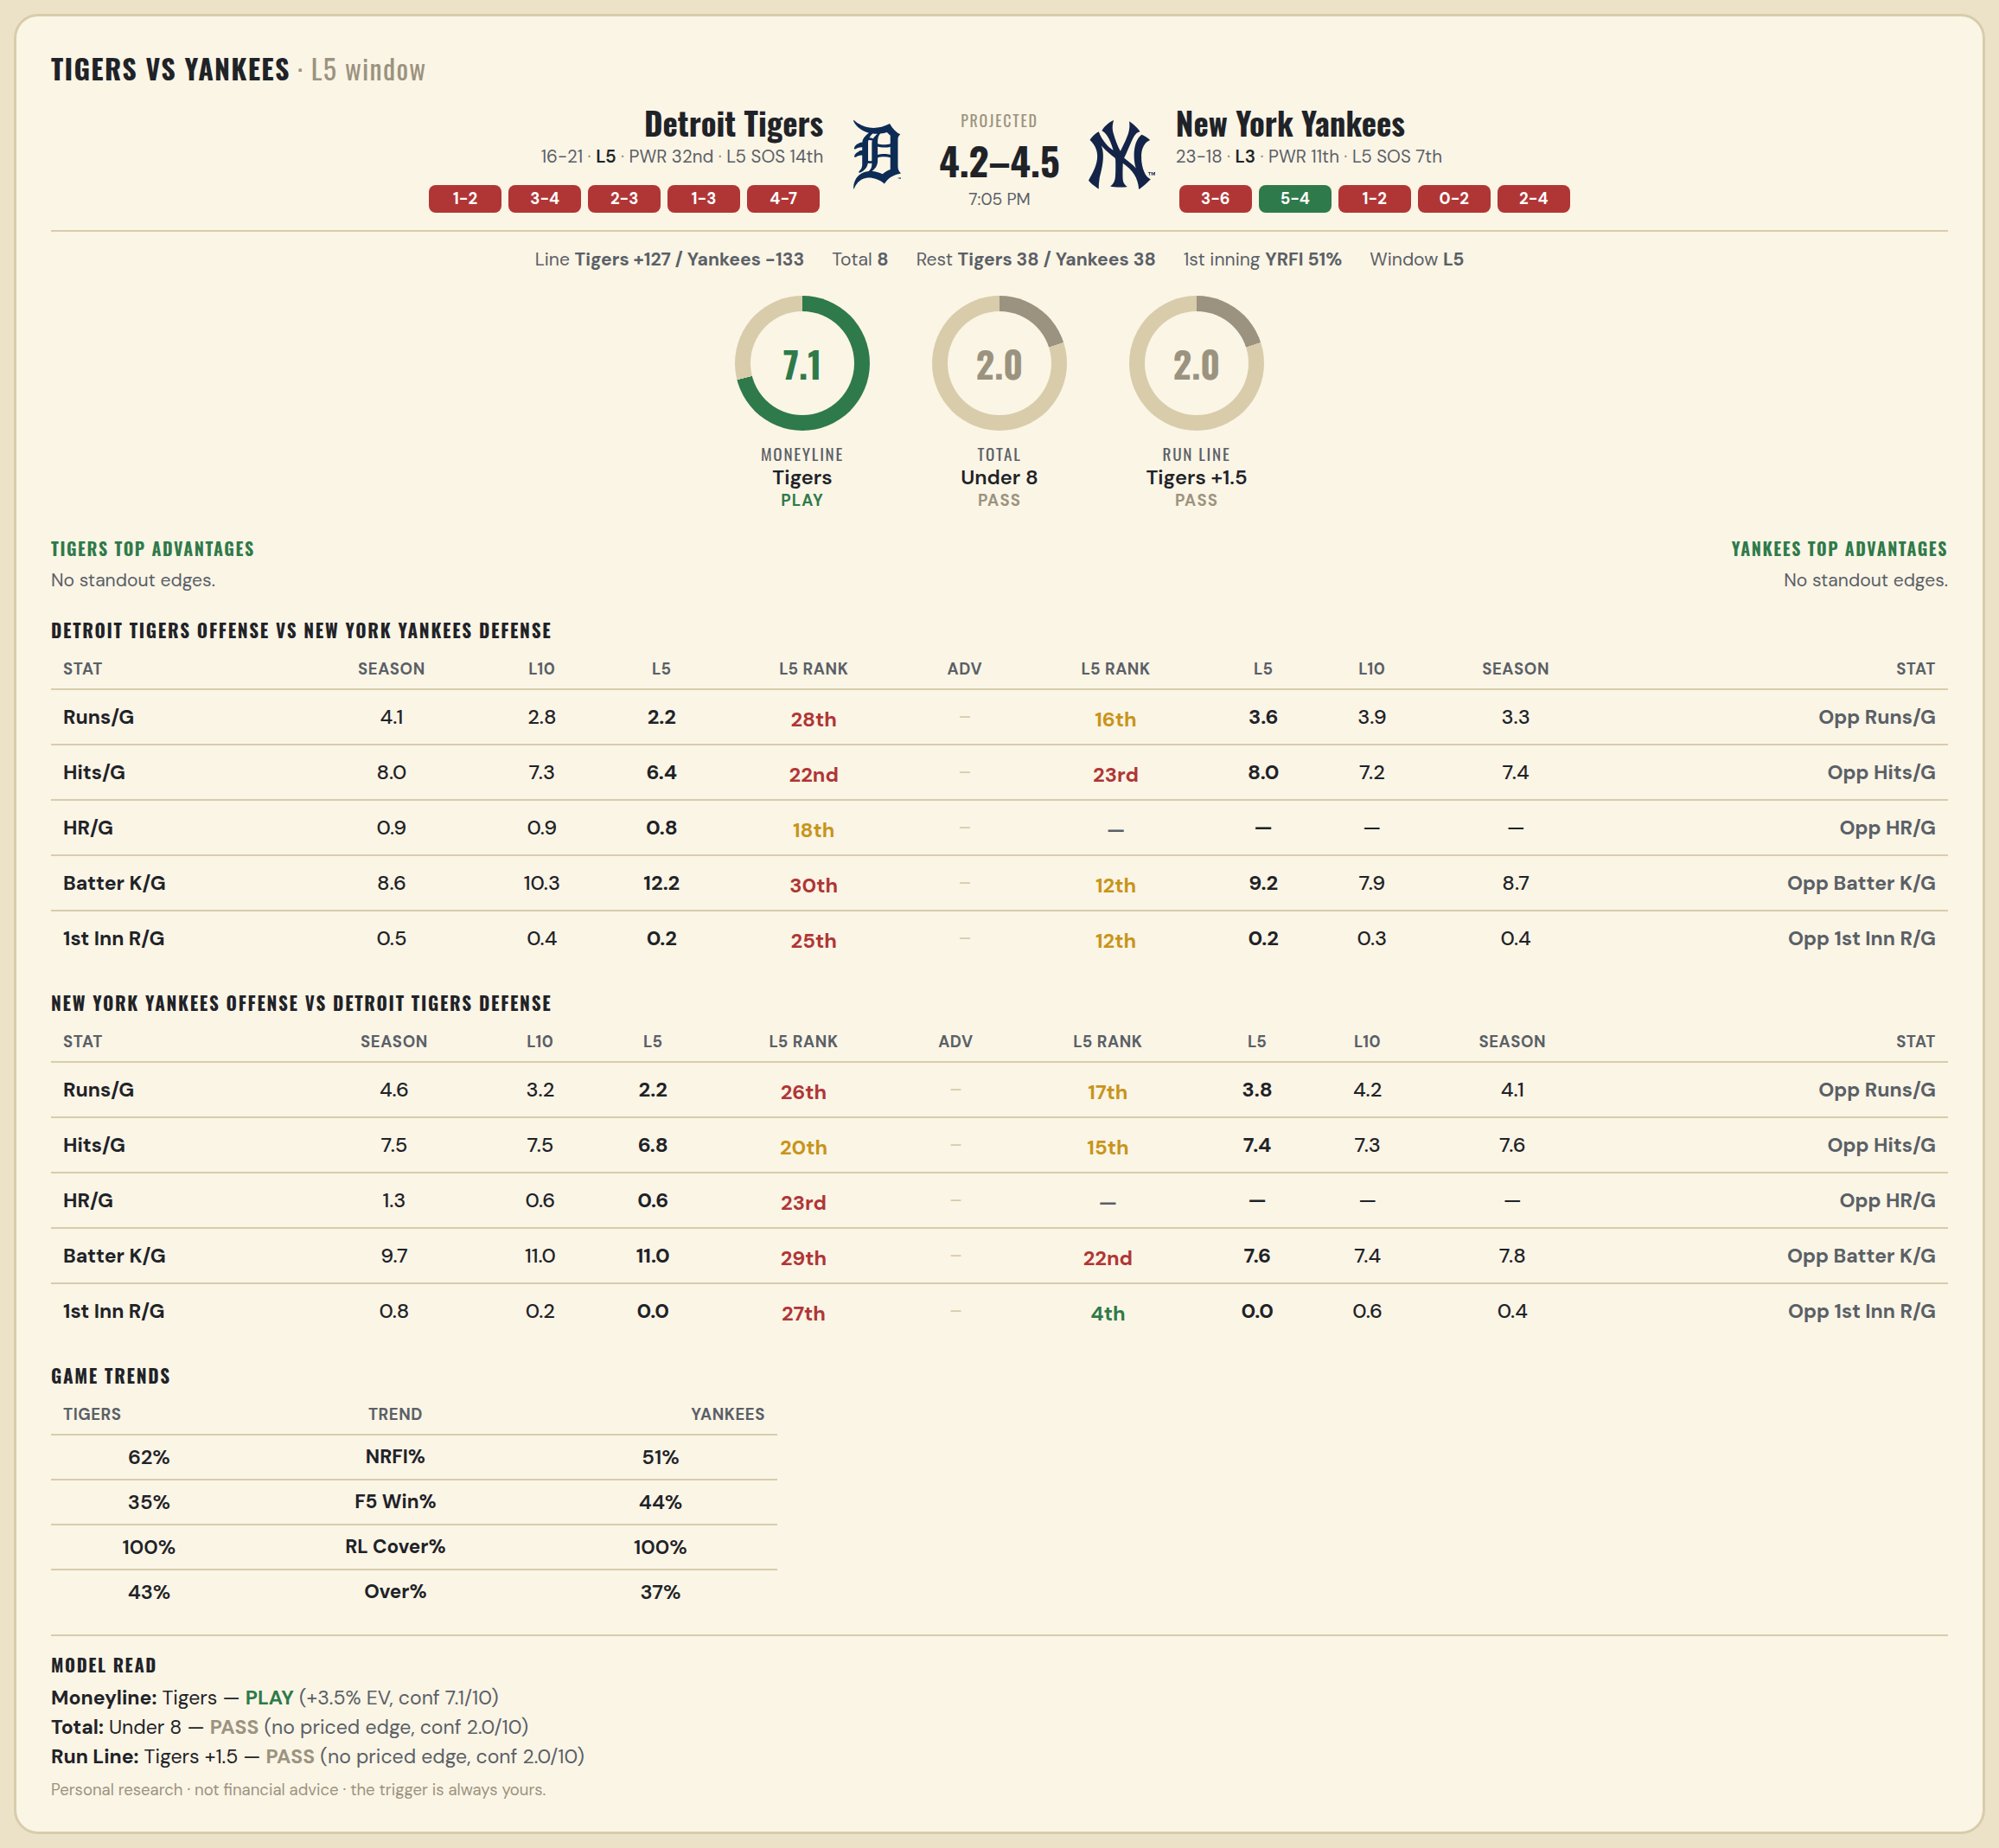 TIGERS VS YANKEES · L5 window
Detroit Tigers
16-21 · L5 · PWR 32nd · L5 SOS 14th
1-2 3-4 2-3 1-3 4-7
PROJECTED
4.2–4.5
7:05 PM
New York Yankees
23-18 · L3 · PWR 11th · L5 SOS 7th
3-6 5-4 1-2 0-2 2-4
Line Tigers +127 / Yankees -133 Total 8 Rest Tigers 38 / Yankees 38 1st inning YRFI 51% Window L5
7.1 2.0 2.0
MONEYLINE TOTAL RUN LINE
Tigers Under 8 Tigers +1.5
PLAY PASS PASS
TIGERS TOP ADVANTAGES YANKEES TOP ADVANTAGES
No standout edges. No standout edges.
DETROIT TIGERS OFFENSE VS NEW YORK YANKEES DEFENSE
STAT SEASON L10 L5 L5 RANK ADV L5 RANK L5 L10 SEASON STAT
Runs/G 4.1 2.8 2.2 28th – 16th 3.6 3.9 3.3 Opp Runs/G
Hits/G 8.0 7.3 6.4 22nd – 23rd 8.0 7.2 7.4 Opp Hits/G
HR/G 0.9 0.9 0.8 18th – — — — — Opp HR/G
Batter K/G 8.6 10.3 12.2 30th – 12th 9.2 7.9 8.7 Opp Batter K/G
1st Inn R/G 0.5 0.4 0.2 25th – 12th 0.2 0.3 0.4 Opp 1st Inn R/G
NEW YORK YANKEES OFFENSE VS DETROIT TIGERS DEFENSE
STAT SEASON L10 L5 L5 RANK ADV L5 RANK L5 L10 SEASON STAT
Runs/G 4.6 3.2 2.2 26th – 17th 3.8 4.2 4.1 Opp Runs/G
Hits/G 7.5 7.5 6.8 20th – 15th 7.4 7.3 7.6 Opp Hits/G
HR/G 1.3 0.6 0.6 23rd – — — — — Opp HR/G
Batter K/G 9.7 11.0 11.0 29th – 22nd 7.6 7.4 7.8 Opp Batter K/G
1st Inn R/G 0.8 0.2 0.0 27th – 4th 0.0 0.6 0.4 Opp 1st Inn R/G
GAME TRENDS
TIGERS TREND YANKEES
62% NRFI% 51%
35% F5 Win% 44%
100% RL Cover% 100%
43% Over% 37%
MODEL READ
Moneyline: Tigers — PLAY (+3.5% EV, conf 7.1/10)
Total: Under 8 — PASS (no priced edge, conf 2.0/10)
Run Line: Tigers +1.5 — PASS (no priced edge, conf 2.0/10)
Personal research · not financial advice · the trigger is always yours.